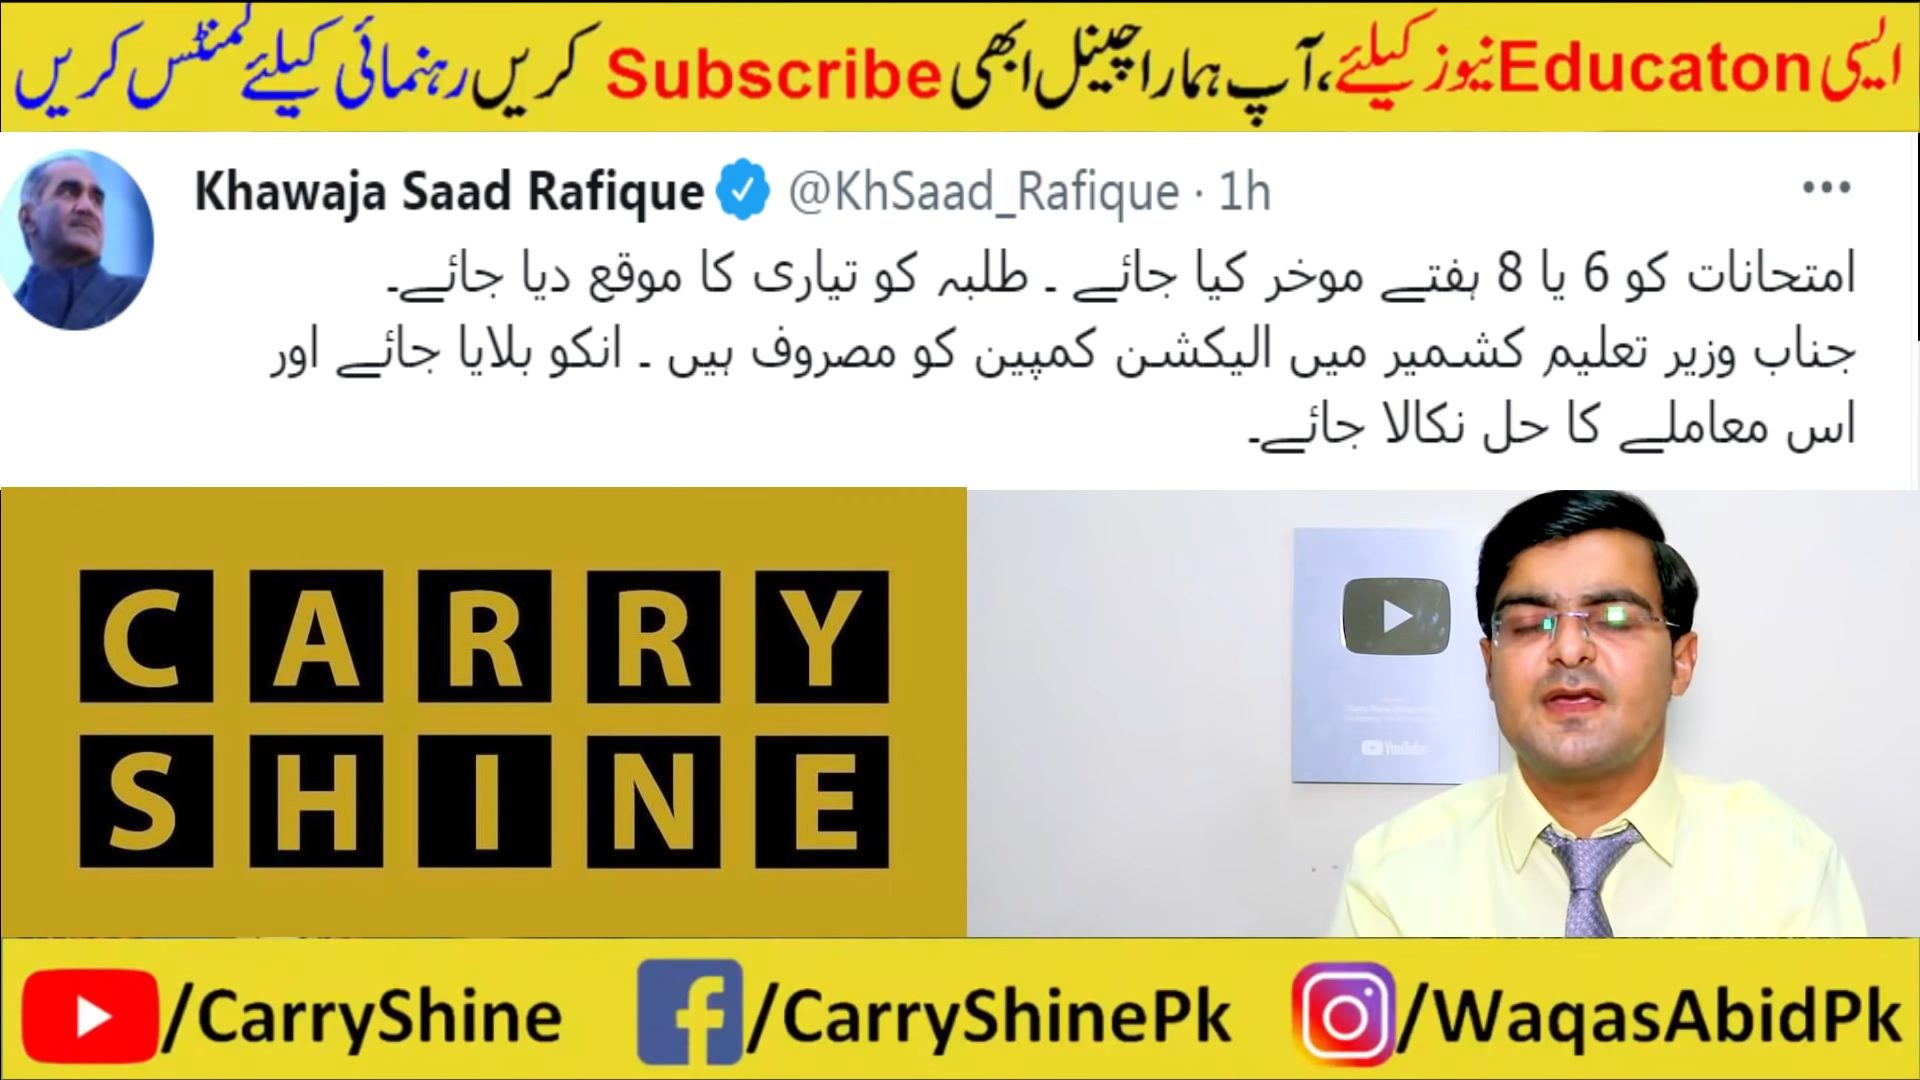 ایسی Educatonنیوز کیلئے، آپ ہمارا چینل ابھی Subscribe کریں رہنمائی کیلئے کمنٹس کریں
Khawaja Saad Rafique @KhSaad_Rafique · 1h
امتحانات کو 6 یا 8 ہفتے موخر کیا جائے ۔ طلبہ کو تیاری کا موقع دیا جائے۔
جناب وزیر تعلیم کشمیر میں الیکشن کمپین کو مصروف ہیں ۔ انکو بلایا جائے اور
اس معاملے کا حل نکالا جائے۔
CARRY
SHINE
YouTube
/CarryShine /CarryShinePk /WaqasAbidPk